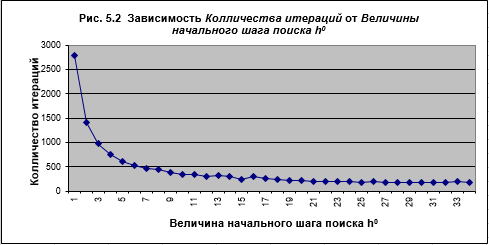 Рис. 5.2 Зависимость Колличества итераций от Величины
начального шага поиска h⁰
Колличество итераций
3000
2500
2000
1500
1000
500
0
1 3 5 7 9 11 13 15 17 19 21 23 25 27 29 31 33
Величина начального шага поиска h⁰